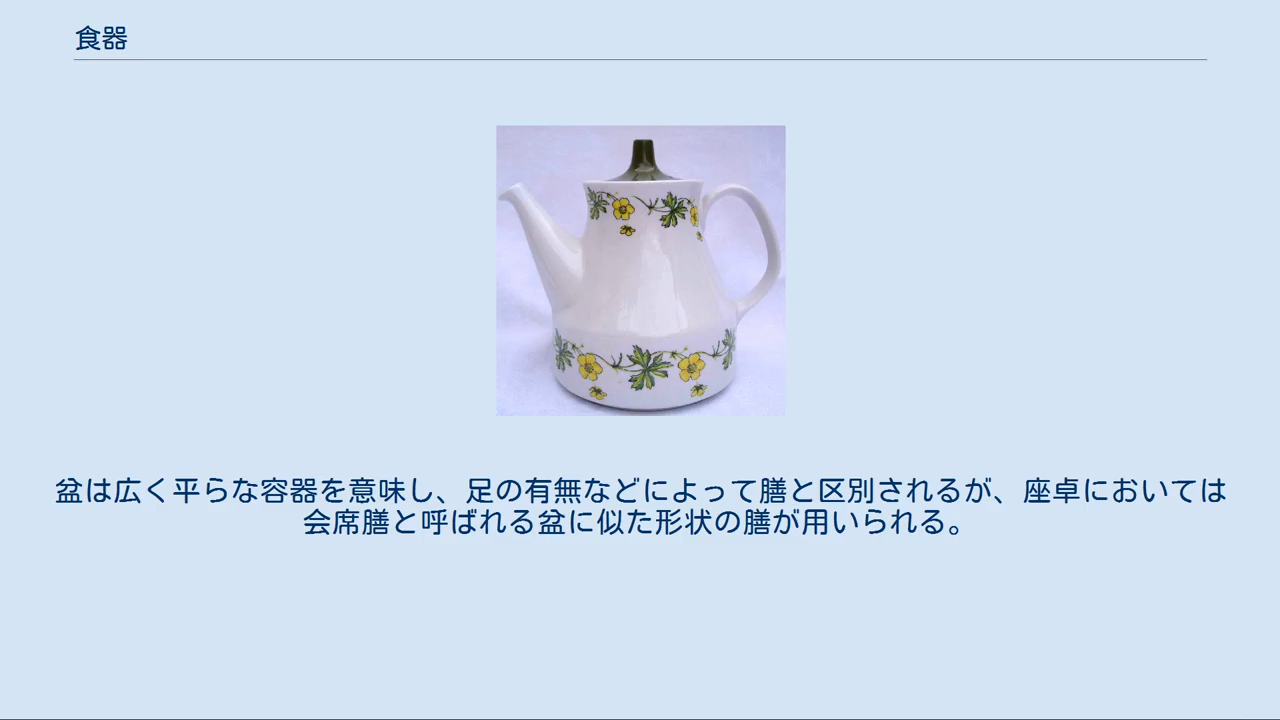 食器
盆は広く平らな容器を意味し、足の有無などによって膳と区別されるが、座卓においては
会席膳と呼ばれる盆に似た形状の膳が用いられる。